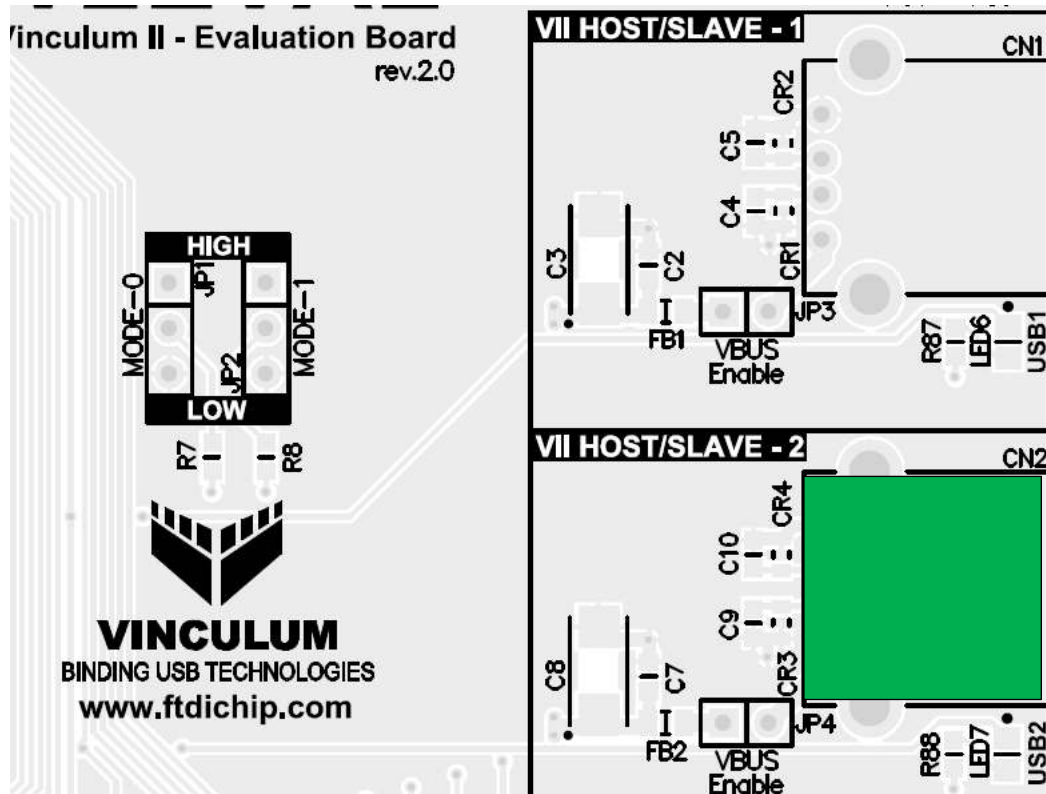 Vinculum II - Evaluation Board
rev.2.0
HIGH
MODE-0
JP1
JP2
MODE-1
LOW
R7
R8
VINCULUM
BINDING USB TECHNOLOGIES
www.ftdichip.com
VII HOST/SLAVE - 1
CN1
CR2
C5
C4
CR1
C3
C2
FB1
JP3
VBUS
Enable
R87
LED6
USB1
VII HOST/SLAVE - 2
CN2
CR4
C10
C9
CR3
C8
C7
FB2
JP4
VBUS
Enable
R88
LED7
USB2